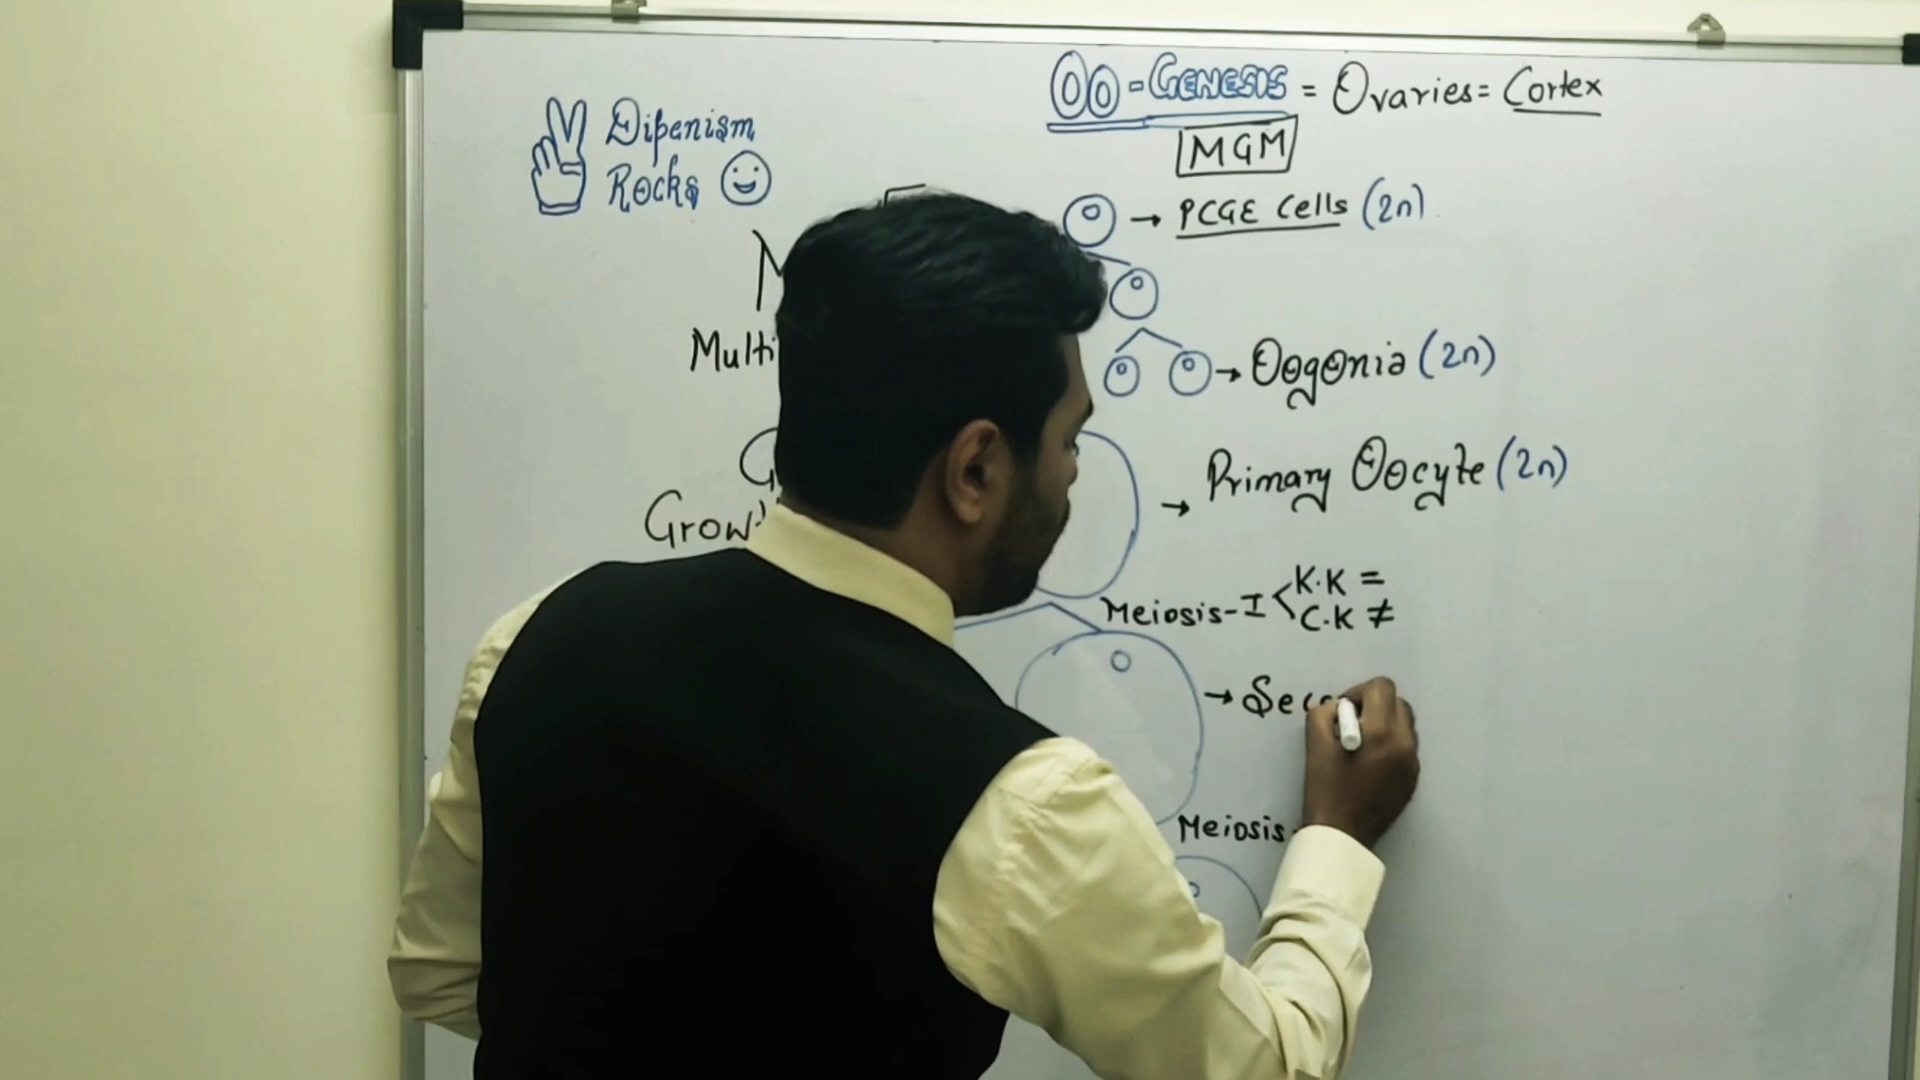 OO-GENESIS = Ovaries = Cortex
MGM
Dipenism
Rocks
→ PCGE Cells (2n)
M
Multi
→ Oogonia (2n)
G
→ Primary Oocyte (2n)
Grow
Meiosis-I < K.K =
C.K ≠
→ Sec
Meiosis